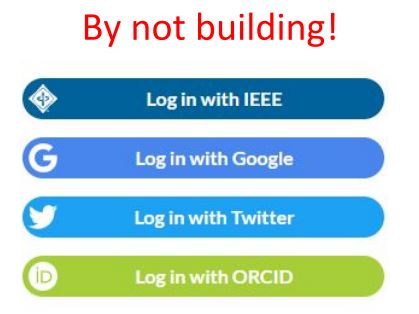 By not building!
Log in with IEEE
G Log in with Google
Log in with Twitter
iD Log in with ORCID